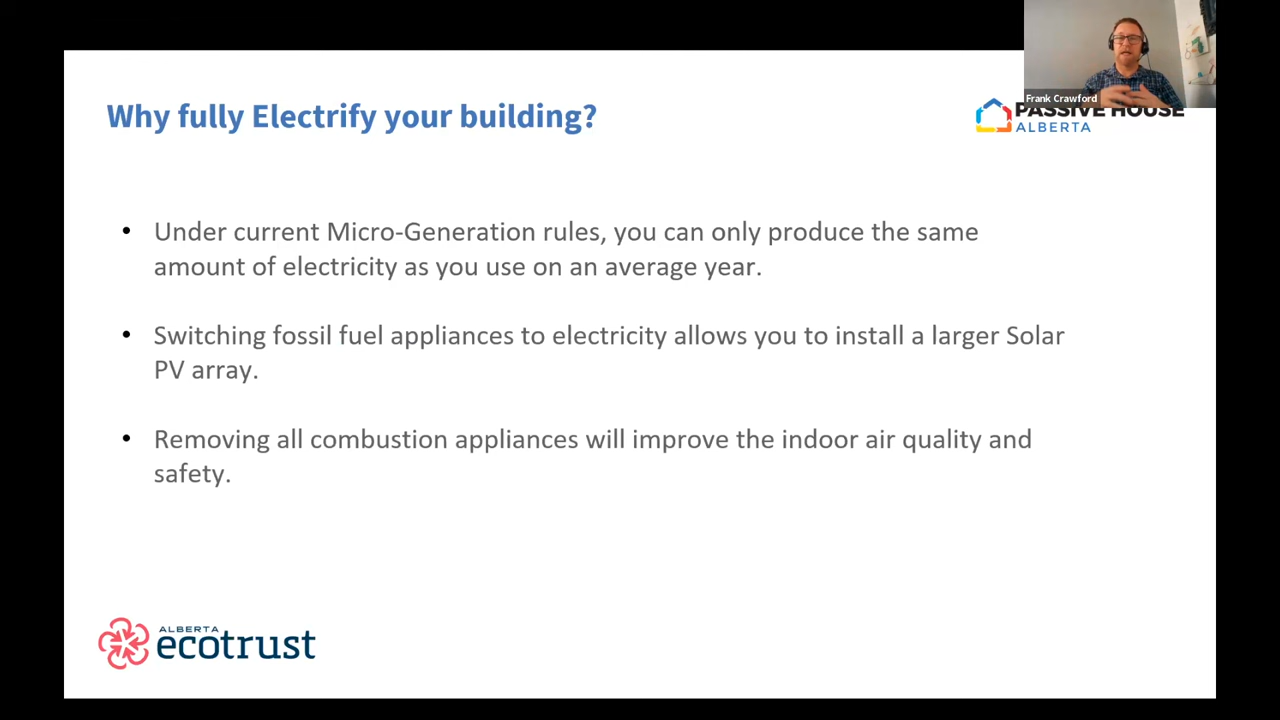 Why fully Electrify your building?
Frank Crawford
PASSIVE HOUSE
ALBERTA
• Under current Micro-Generation rules, you can only produce the same
amount of electricity as you use on an average year.
• Switching fossil fuel appliances to electricity allows you to install a larger Solar
PV array.
• Removing all combustion appliances will improve the indoor air quality and
safety.
ALBERTA
ecotrust